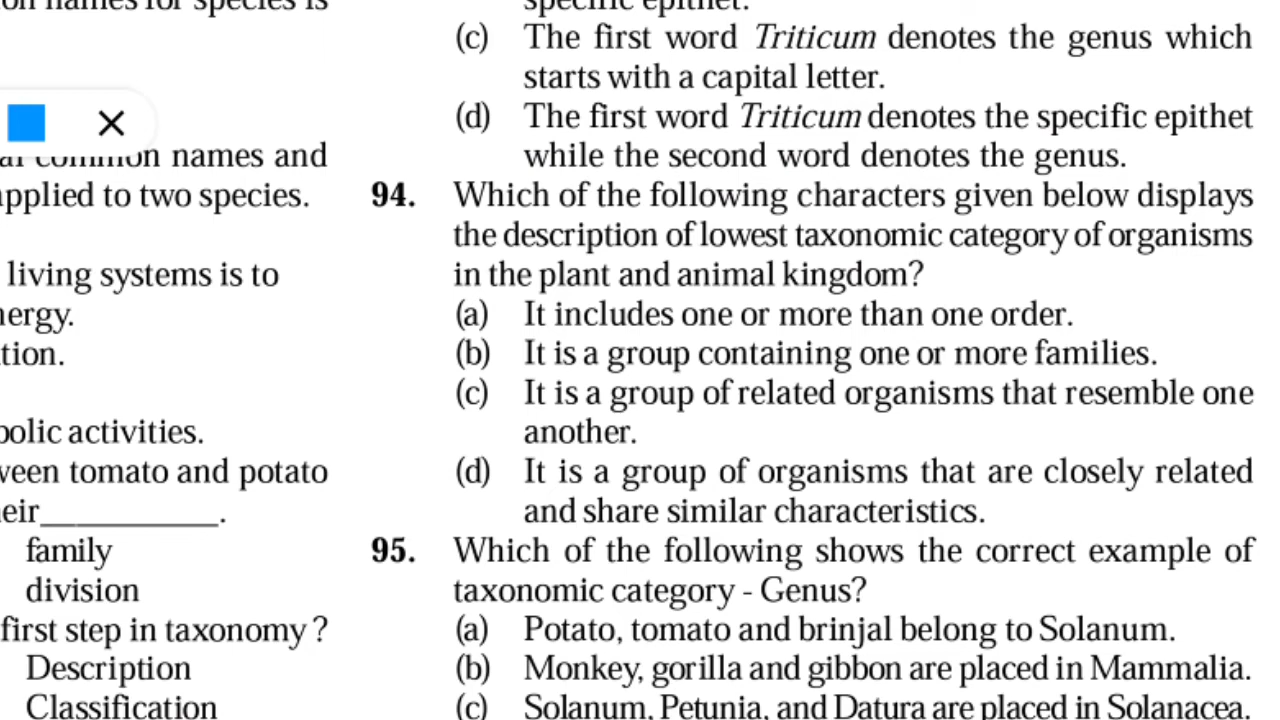 names for species is
names and
applied to two species.
living systems is to
tion.
activities.
tomato and potato
family
division
first step in taxonomy ?
Description
Classification
specific epithet.
(c) The first word Triticum denotes the genus which
starts with a capital letter.
(d) The first word Triticum denotes the specific epithet
while the second word denotes the genus.
94. Which of the following characters given below displays
the description of lowest taxonomic category of organisms
in the plant and animal kingdom?
(a) It includes one or more than one order.
(b) It is a group containing one or more families.
(c) It is a group of related organisms that resemble one
another.
(d) It is a group of organisms that are closely related
and share similar characteristics.
95. Which of the following shows the correct example of
taxonomic category - Genus?
(a) Potato, tomato and brinjal belong to Solanum.
(b) Monkey, gorilla and gibbon are placed in Mammalia.
(c) Solanum, Petunia, and Datura are placed in Solanacea.